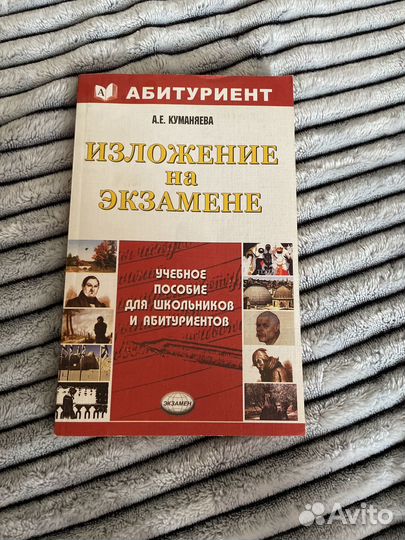 А
АБИТУРИЕНТ
А.Е. КУМАНЯЕВА
ИЗЛОЖЕНИЕ
на
ЭКЗАМЕНЕ
УЧЕБНОЕ
ПОСОБИЕ
ДЛЯ ШКОЛЬНИКОВ
И АБИТУРИЕНТОВ
ЭКЗАМЕН
Avito